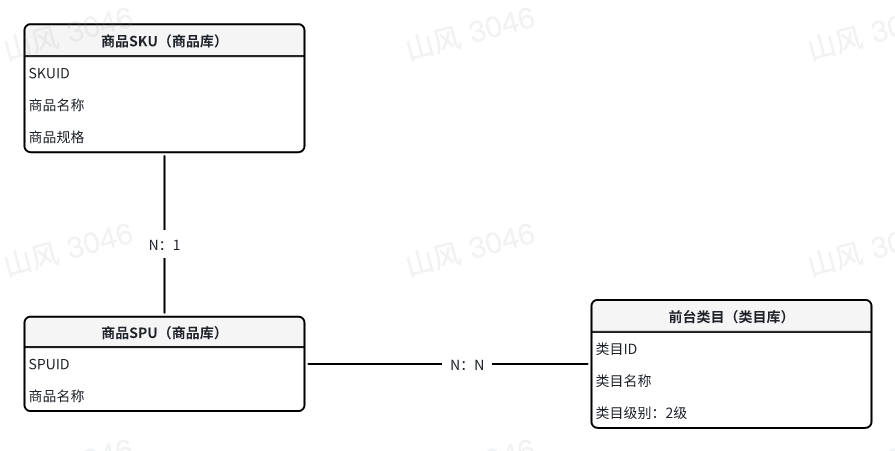 商品SKU（商品库）
SKUID
商品名称
商品规格
N：1
商品SPU（商品库）
SPUID
商品名称
N：N
前台类目（类目库）
类目ID
类目名称
类目级别：2级
山风 3046
山风 3046
山风 30
山风 3046
山风 3046
山风 30
3046
3046